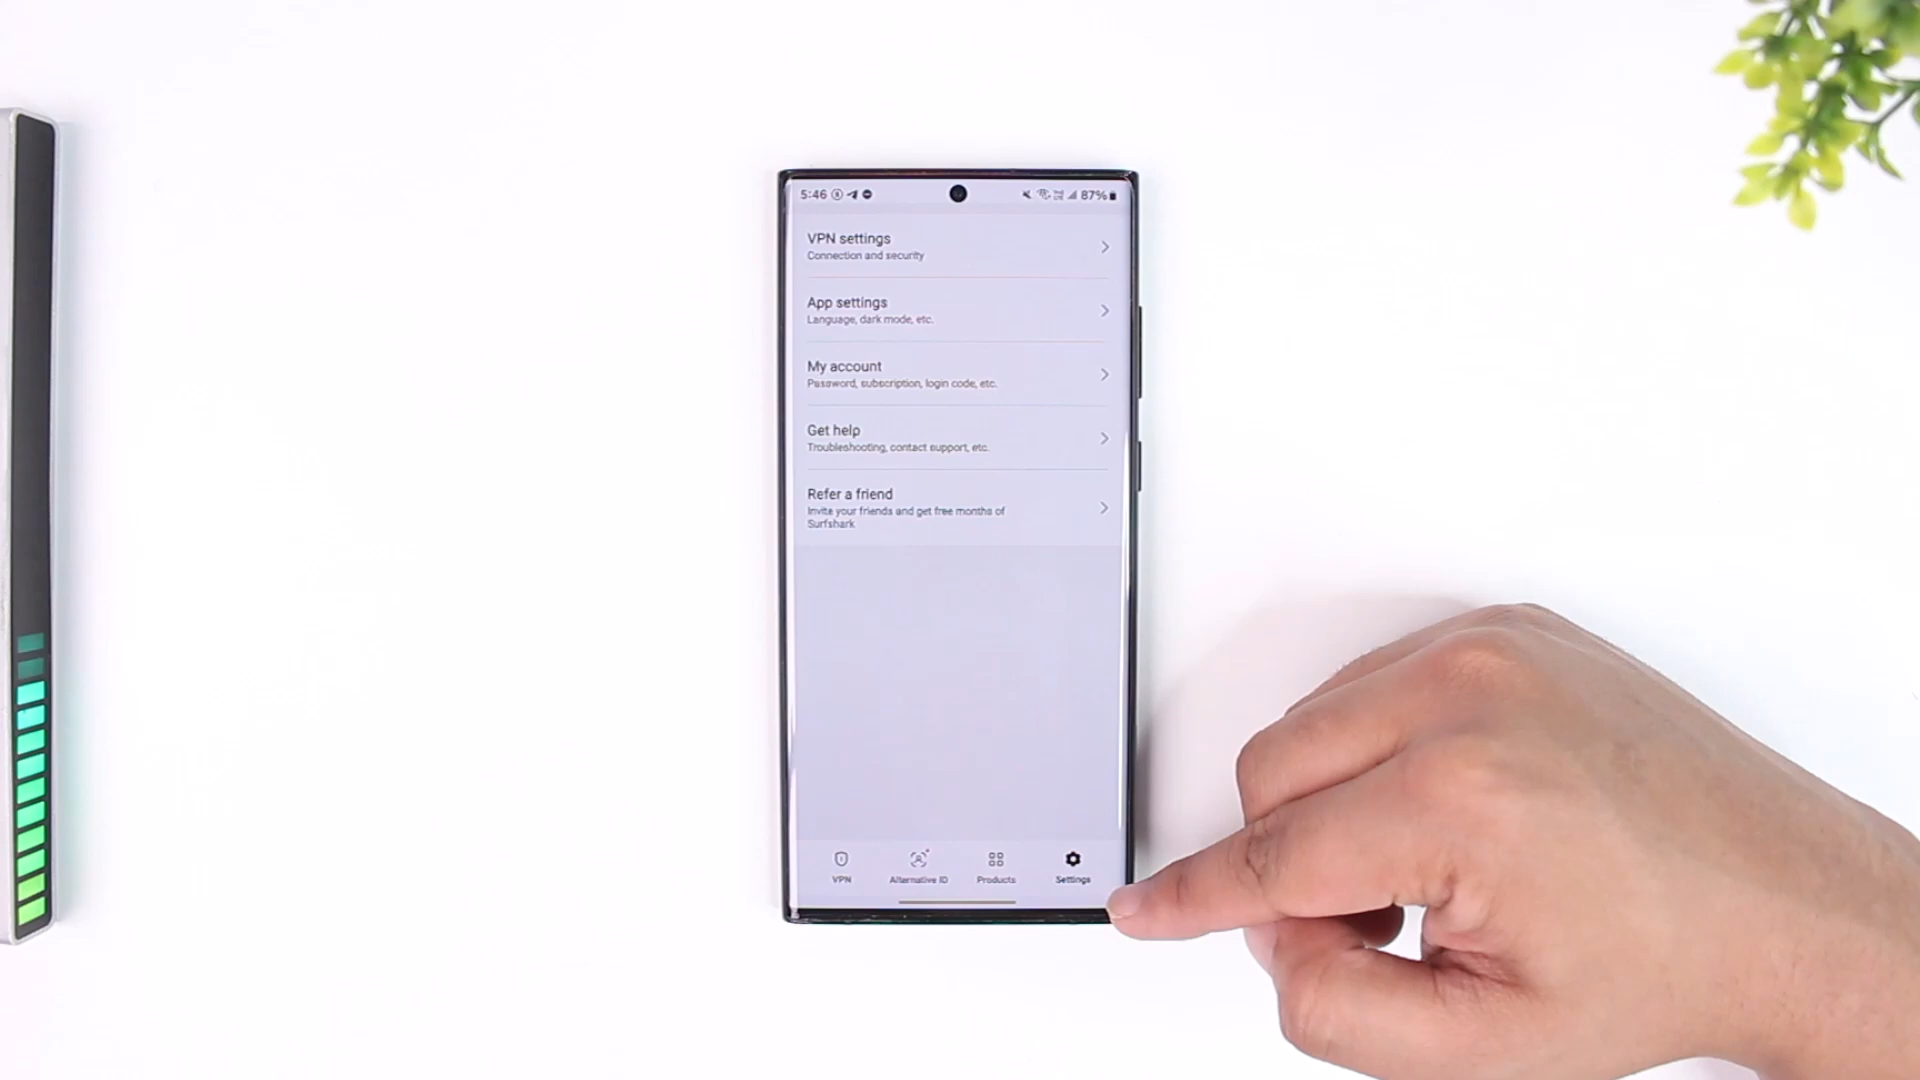 5:46
87%
VPN settings
Connection and security
App settings
Language, dark mode, etc.
My account
Password, subscription, login code, etc.
Get help
Troubleshooting, contact support, etc.
Refer a friend
Invite your friends and get free months of
Surfshark
VPN
Alternative ID
Products
Settings